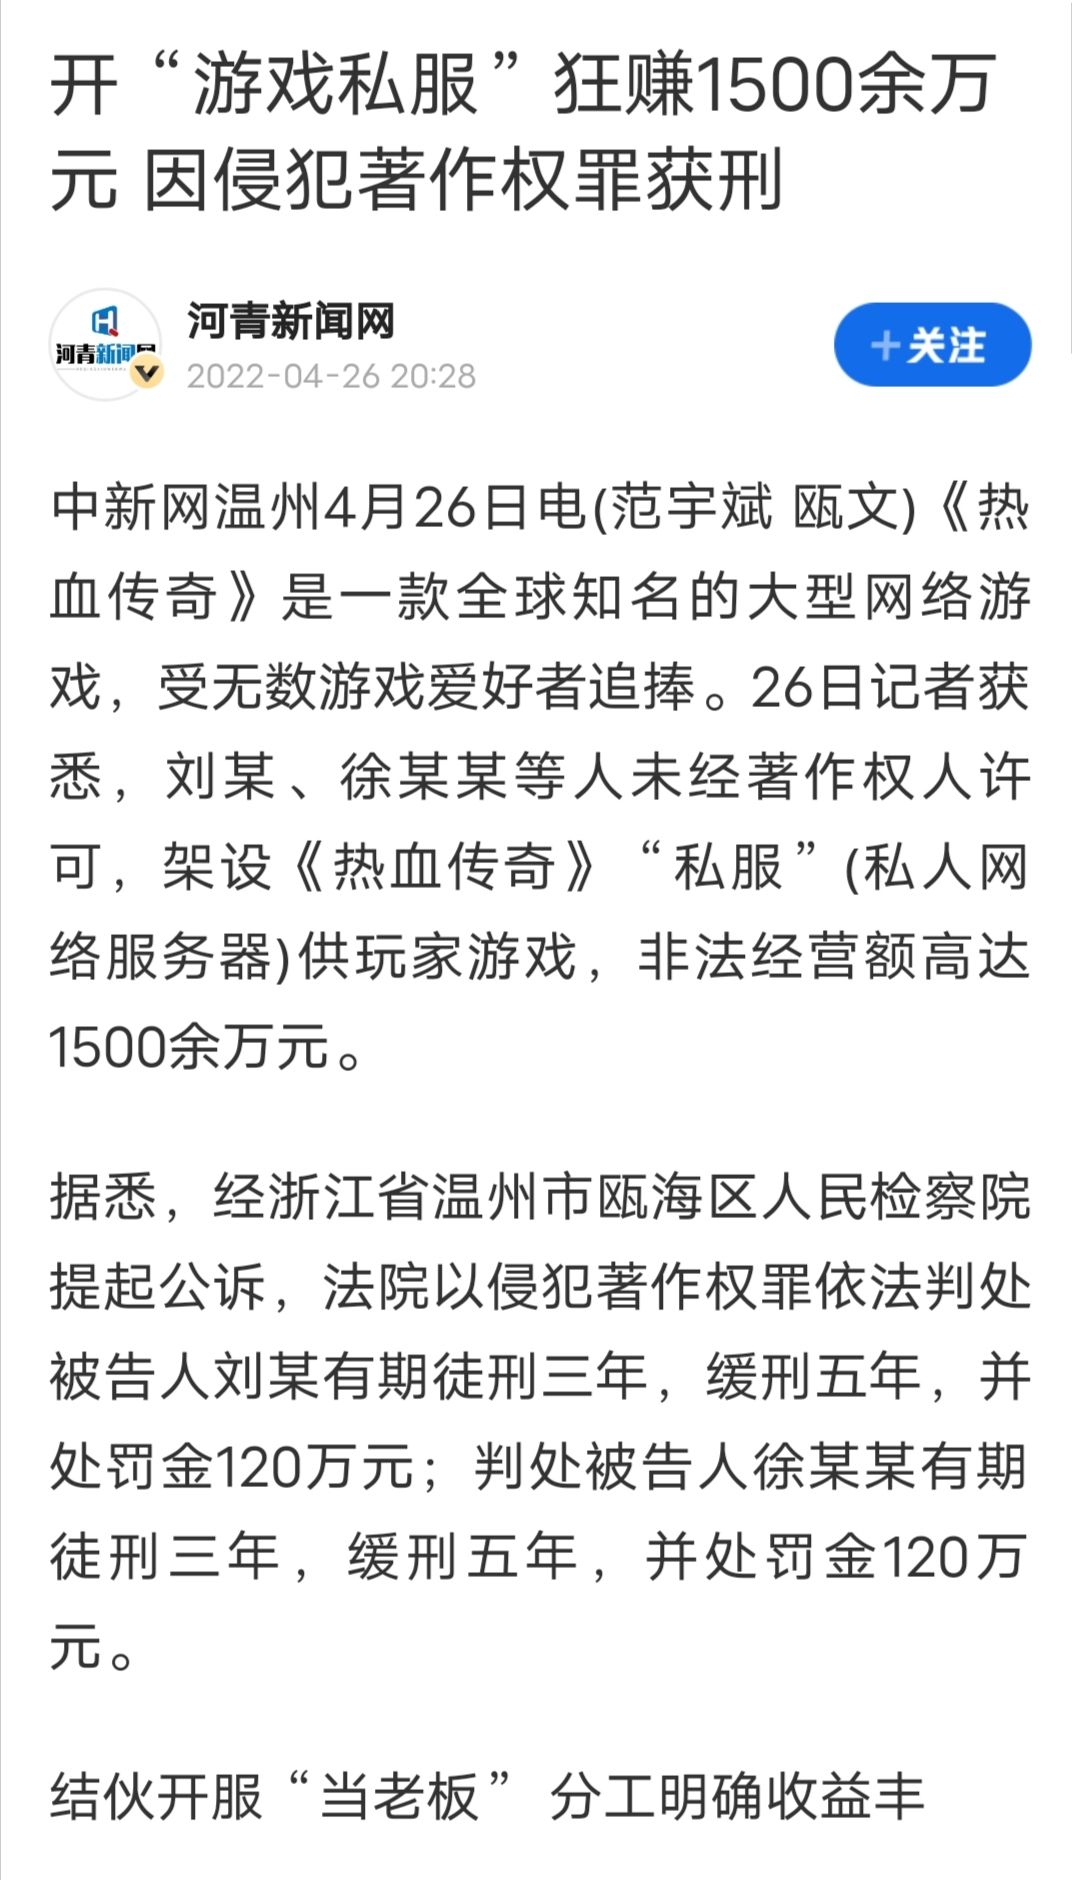 开“游戏私服”狂赚1500余万
元 因侵犯著作权罪获刑
河青新闻网
河青新闻网
2022-04-26 20:28
+关注
中新网温州4月26日电(范宇斌 瓯文)《热
血传奇》是一款全球知名的大型网络游
戏，受无数游戏爱好者追捧。26日记者获
悉，刘某、徐某某等人未经著作权人许
可，架设《热血传奇》“私服”(私人网
络服务器)供玩家游戏，非法经营额高达
1500余万元。
据悉，经浙江省温州市瓯海区人民检察院
提起公诉，法院以侵犯著作权罪依法判处
被告人刘某有期徒刑三年，缓刑五年，并
处罚金120万元；判处被告人徐某某有期
徒刑三年，缓刑五年，并处罚金120万
元。
结伙开服“当老板” 分工明确收益丰